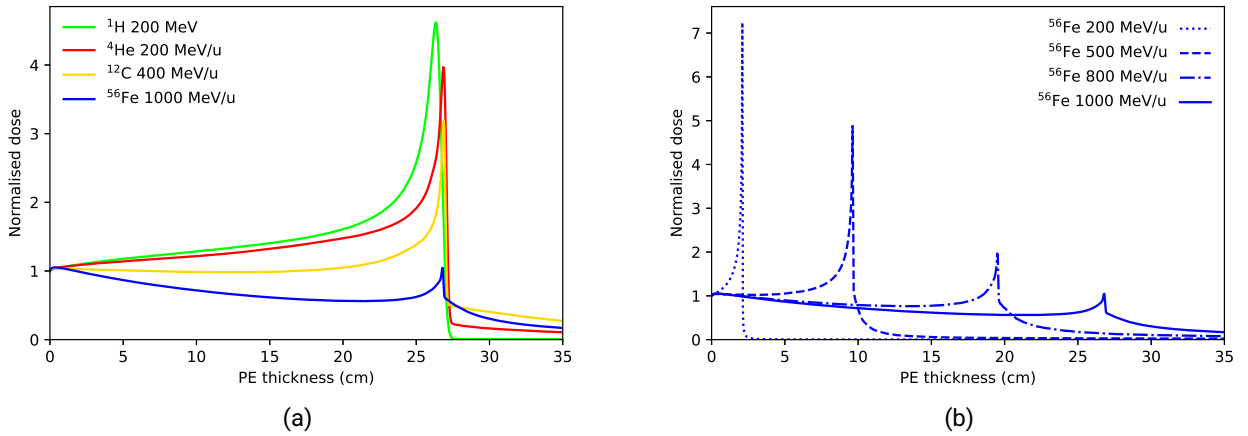 ¹H 200 MeV
⁴He 200 MeV/u
¹²C 400 MeV/u
⁵⁶Fe 1000 MeV/u
Normalised dose
4
3
2
1
0
0 5 10 15 20 25 30 35
PE thickness (cm)
(a)
⁵⁶Fe 200 MeV/u
⁵⁶Fe 500 MeV/u
⁵⁶Fe 800 MeV/u
⁵⁶Fe 1000 MeV/u
Normalised dose
7
6
5
4
3
2
1
0
0 5 10 15 20 25 30 35
PE thickness (cm)
(b)